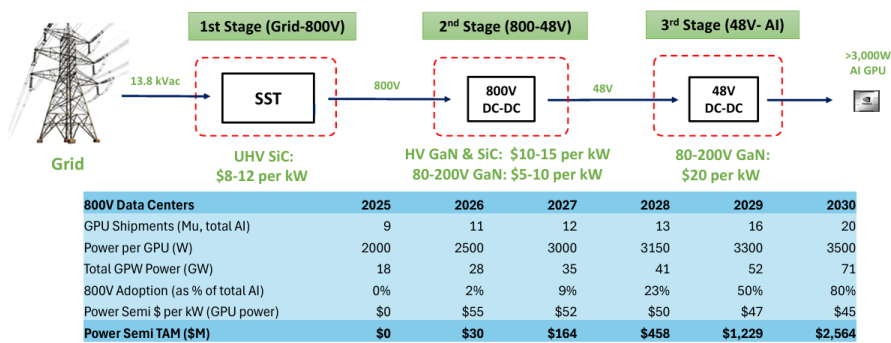 1st Stage (Grid-800V)
2nd Stage (800-48V)
3rd Stage (48V- AI)
>3,000W
AI GPU
13.8 kVac
SST
800V
800V
DC-DC
48V
48V
DC-DC
Grid
UHV SiC:
$8-12 per kW
HV GaN & SiC: $10-15 per kW
80-200V GaN: $5-10 per kW
80-200V GaN:
$20 per kW
800V Data Centers 2025 2026 2027 2028 2029 2030
GPU Shipments (Mu, total AI) 9 11 12 13 16 20
Power per GPU (W) 2000 2500 3000 3150 3300 3500
Total GPW Power (GW) 18 28 35 41 52 71
800V Adoption (as % of total AI) 0% 2% 9% 23% 50% 80%
Power Semi $ per kW (GPU power) $0 $55 $52 $50 $47 $45
Power Semi TAM ($M) $0 $30 $164 $458 $1,229 $2,564